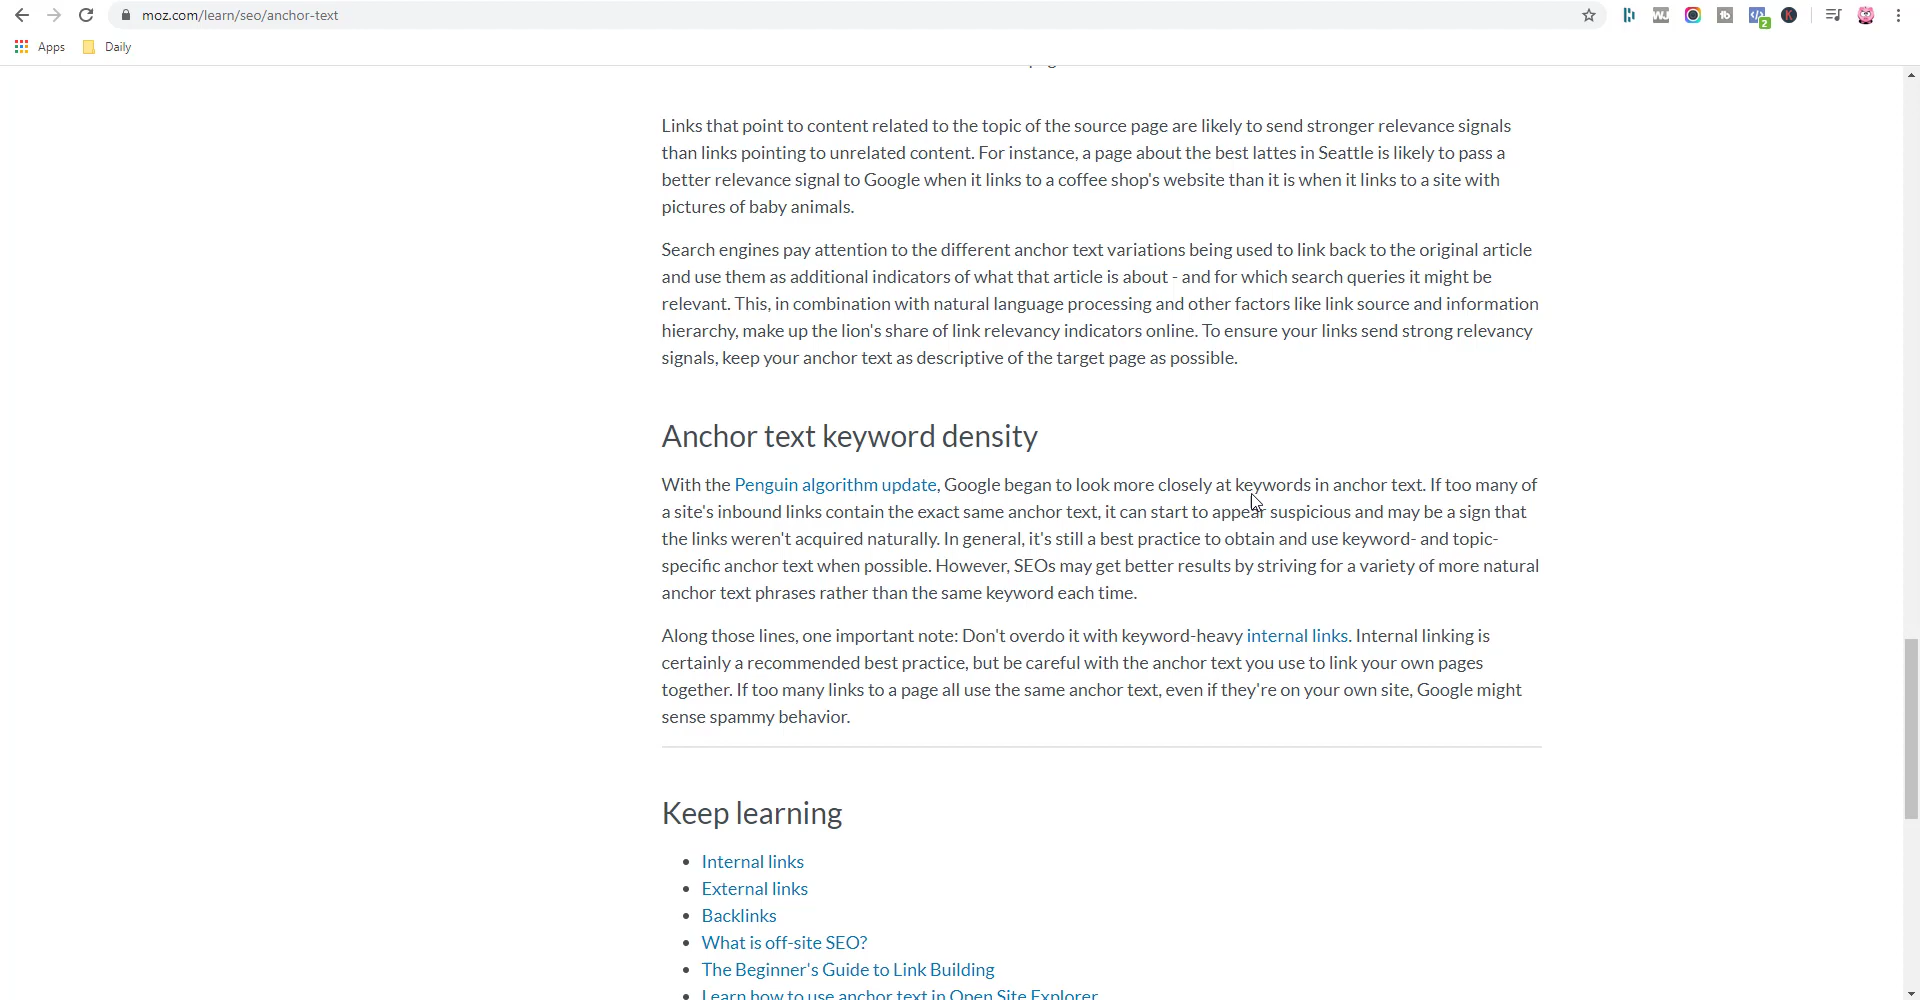 moz.com/learn/seo/anchor-text
Apps
Daily
Links that point to content related to the topic of the source page are likely to send stronger relevance signals
than links pointing to unrelated content. For instance, a page about the best lattes in Seattle is likely to pass a
better relevance signal to Google when it links to a coffee shop's website than it is when it links to a site with
pictures of baby animals.
Search engines pay attention to the different anchor text variations being used to link back to the original article
and use them as additional indicators of what that article is about - and for which search queries it might be
relevant. This, in combination with natural language processing and other factors like link source and information
hierarchy, make up the lion's share of link relevancy indicators online. To ensure your links send strong relevancy
signals, keep your anchor text as descriptive of the target page as possible.
Anchor text keyword density
With the Penguin algorithm update, Google began to look more closely at keywords in anchor text. If too many of
a site's inbound links contain the exact same anchor text, it can start to appear suspicious and may be a sign that
the links weren't acquired naturally. In general, it's still a best practice to obtain and use keyword- and topic-
specific anchor text when possible. However, SEOs may get better results by striving for a variety of more natural
anchor text phrases rather than the same keyword each time.
Along those lines, one important note: Don't overdo it with keyword-heavy internal links. Internal linking is
certainly a recommended best practice, but be careful with the anchor text you use to link your own pages
together. If too many links to a page all use the same anchor text, even if they're on your own site, Google might
sense spammy behavior.
Keep learning
• Internal links
• External links
• Backlinks
• What is off-site SEO?
• The Beginner's Guide to Link Building
• Learn how to use anchor text in Open Site Explorer